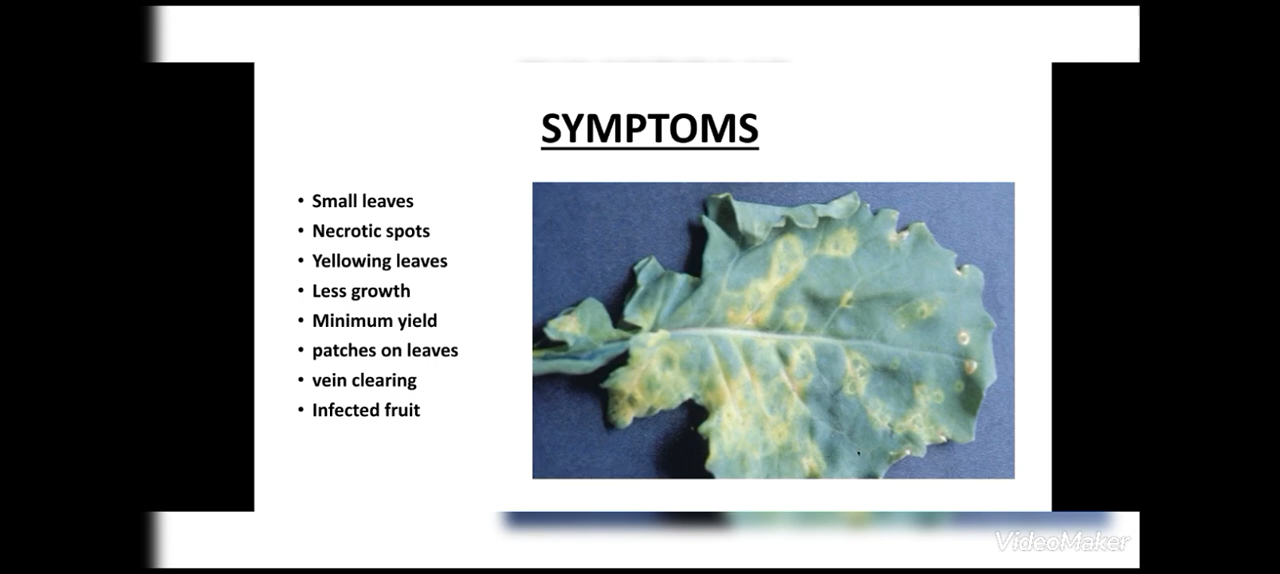 SYMPTOMS
• Small leaves
• Necrotic spots
• Yellowing leaves
• Less growth
• Minimum yield
• patches on leaves
• vein clearing
• Infected fruit
VideoMaker